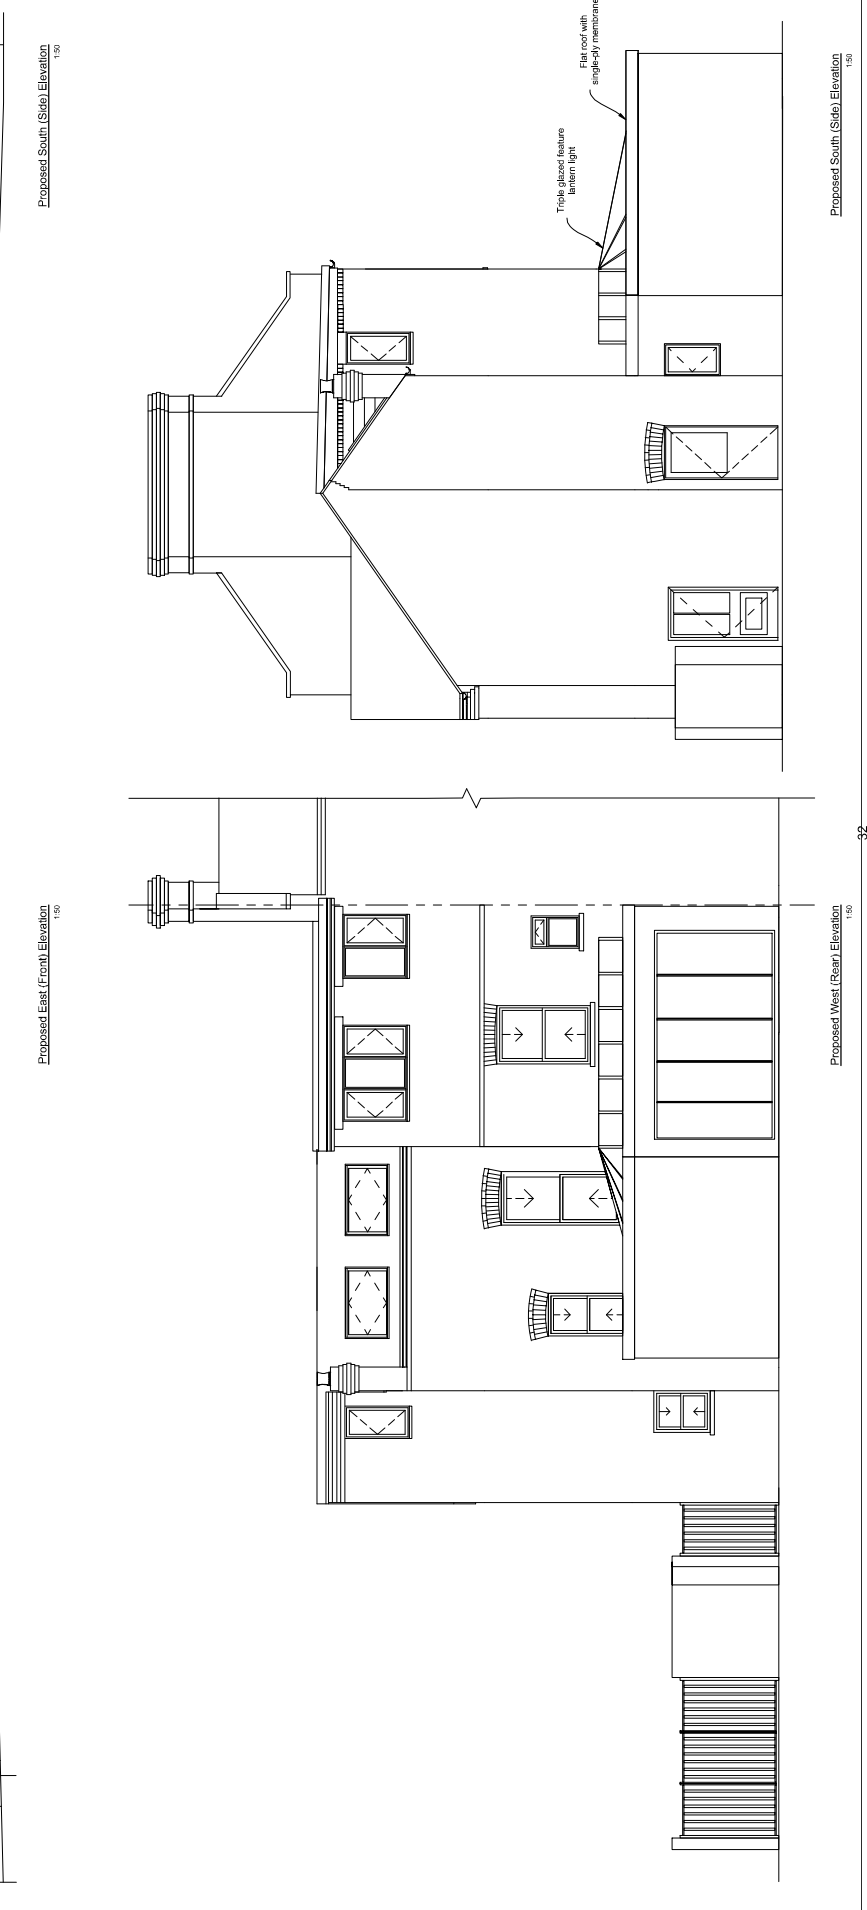 Proposed East (Front) Elevation
1:50
Proposed South (Side) Elevation
1:50
Triple glazed feature
lantern light
Flat roof with
single-ply membrane
Proposed West (Rear) Elevation
1:50
Proposed South (Side) Elevation
1:50
32